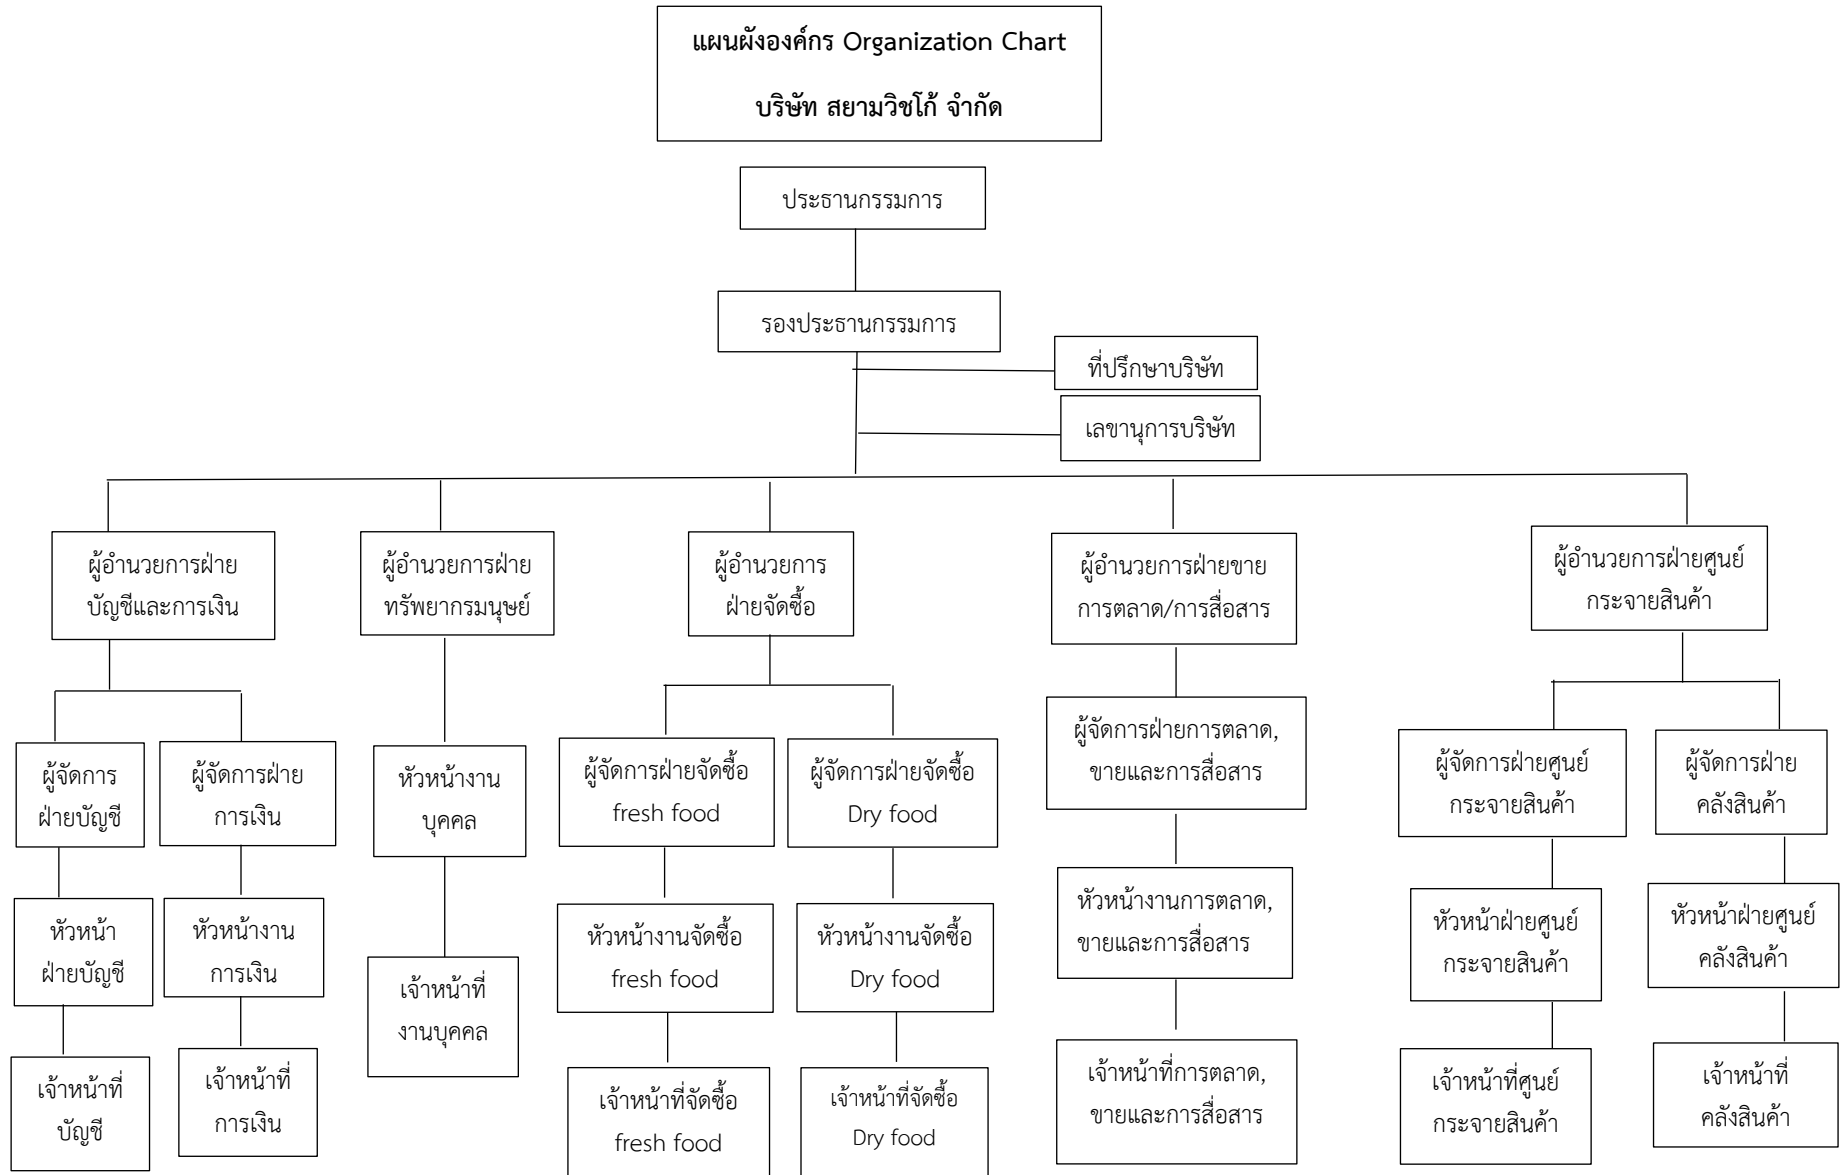 แผนผังองค์กร Organization Chart
บริษัท สยามวิชโก้ จำกัด
ประธานกรรมการ
รองประธานกรรมการ
ที่ปรึกษาบริษัท
เลขานุการบริษัท
ผู้อำนวยการฝ่าย
บัญชีและการเงิน
ผู้อำนวยการฝ่าย
ทรัพยากรมนุษย์
ผู้อำนวยการ
ฝ่ายจัดซื้อ
ผู้อำนวยการฝ่ายขาย
การตลาด/การสื่อสาร
ผู้อำนวยการฝ่ายศูนย์
กระจายสินค้า
ผู้จัดการ
ฝ่ายบัญชี
ผู้จัดการฝ่าย
การเงิน
หัวหน้างาน
บุคคล
ผู้จัดการฝ่ายจัดซื้อ
fresh food
ผู้จัดการฝ่ายจัดซื้อ
Dry food
ผู้จัดการฝ่ายการตลาด,
ขายและการสื่อสาร
ผู้จัดการฝ่ายศูนย์
กระจายสินค้า
ผู้จัดการฝ่าย
คลังสินค้า
หัวหน้า
ฝ่ายบัญชี
หัวหน้างาน
การเงิน
เจ้าหน้าที่
งานบุคคล
หัวหน้างานจัดซื้อ
fresh food
หัวหน้างานจัดซื้อ
Dry food
หัวหน้างานการตลาด,
ขายและการสื่อสาร
หัวหน้าฝ่ายศูนย์
กระจายสินค้า
หัวหน้าฝ่ายศูนย์
คลังสินค้า
เจ้าหน้าที่
บัญชี
เจ้าหน้าที่
การเงิน
เจ้าหน้าที่จัดซื้อ
fresh food
เจ้าหน้าที่จัดซื้อ
Dry food
เจ้าหน้าที่การตลาด,
ขายและการสื่อสาร
เจ้าหน้าที่ศูนย์
กระจายสินค้า
เจ้าหน้าที่
คลังสินค้า